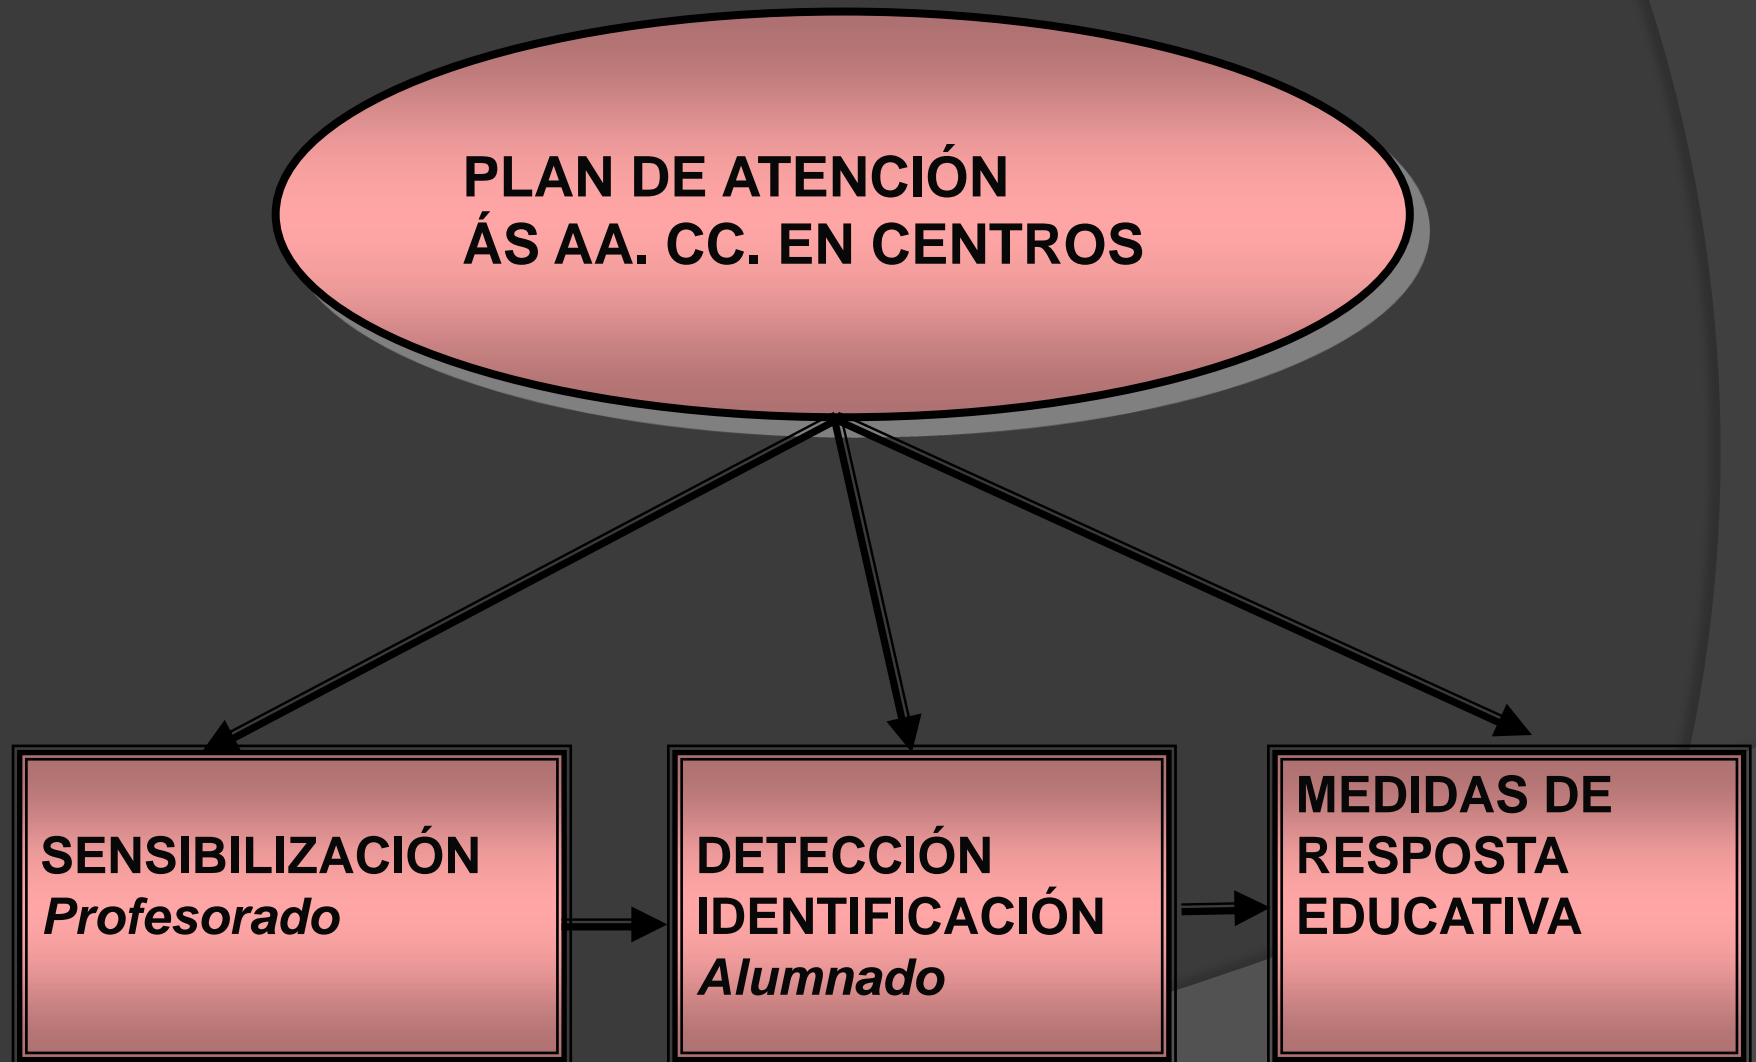 PLAN DE ATENCIÓN
ÁS AA. CC. EN CENTROS
SENSIBILIZACIÓN
Profesorado
DETECCIÓN
IDENTIFICACIÓN
Alumnado
MEDIDAS DE
RESPOSTA
EDUCATIVA